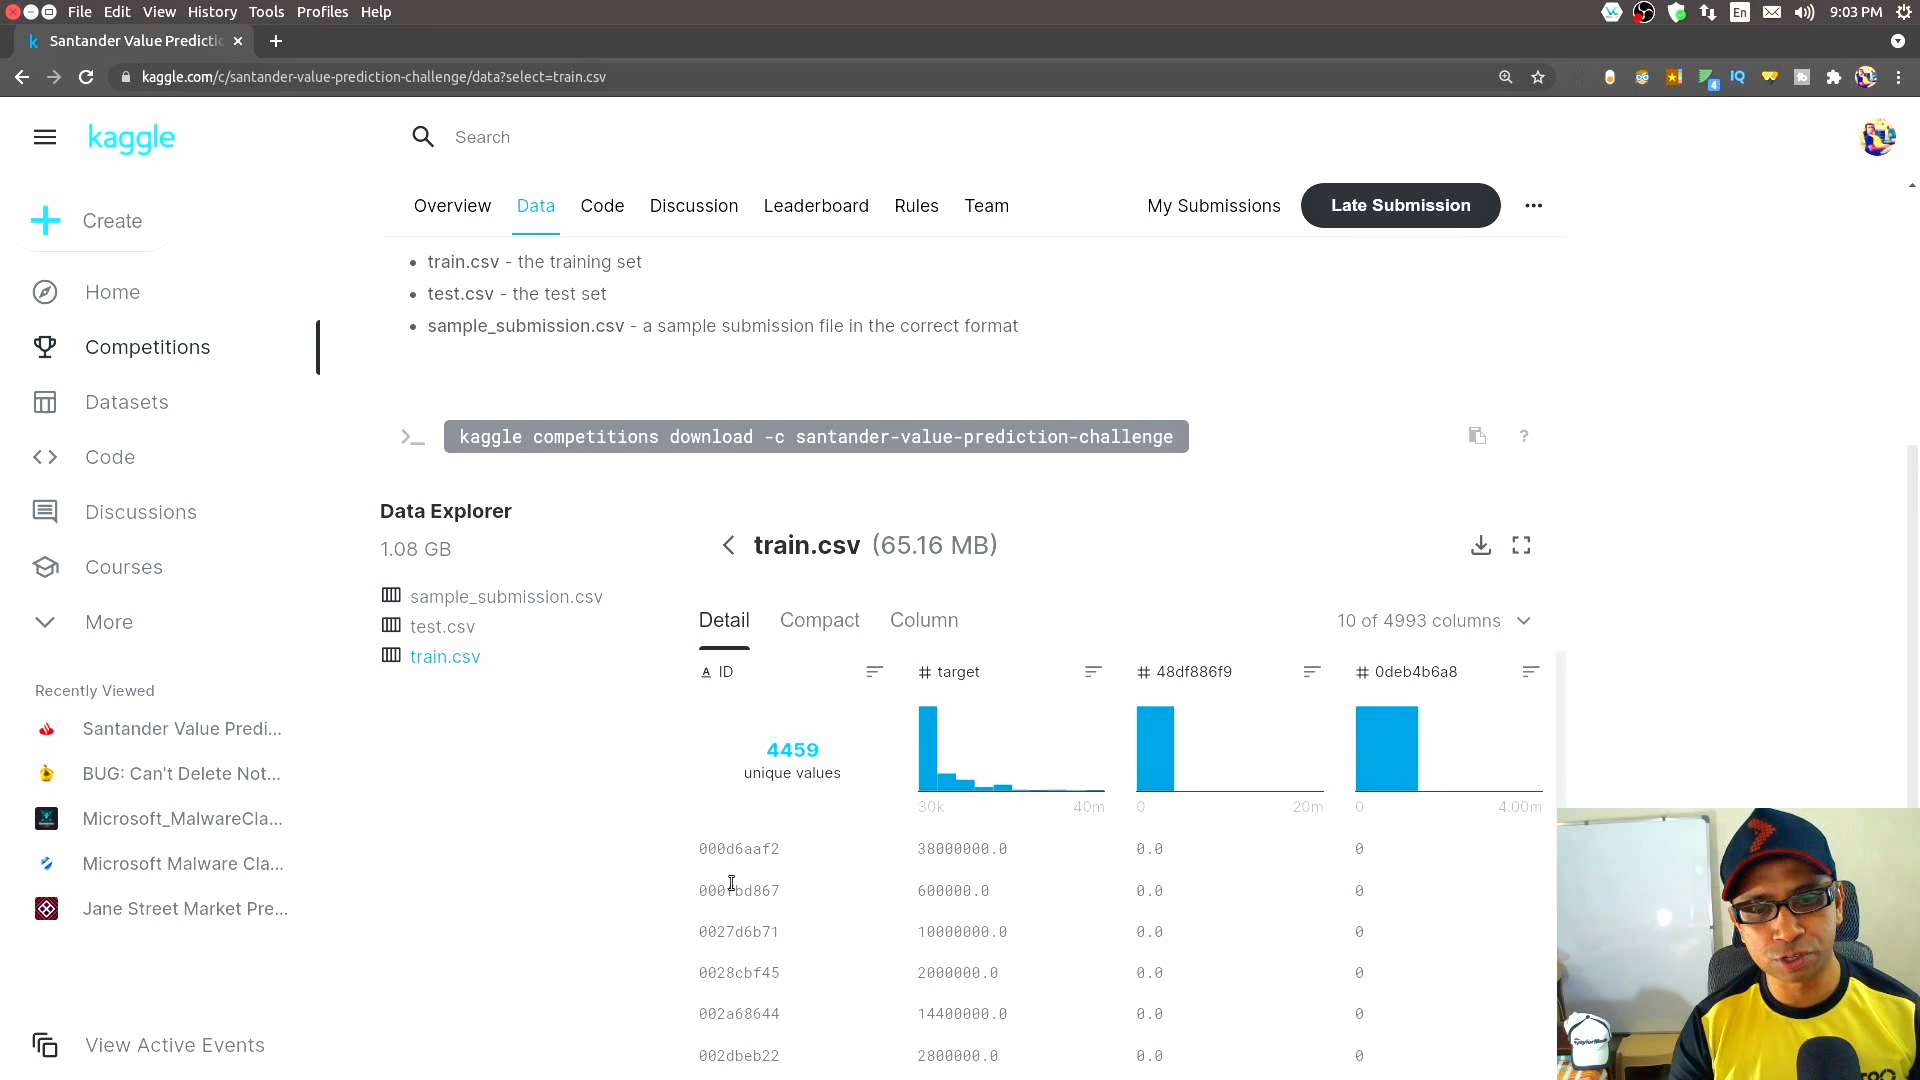 File Edit View History Tools Profiles Help
En
9:03 PM
Santander Value Predictic
kaggle.com/c/santander-value-prediction-challenge/data?select=train.csv
4
IQ
kaggle
Search
Create
Home
Competitions
Datasets
Code
Discussions
Courses
More
Recently Viewed
Santander Value Predi...
BUG: Can't Delete Not...
Microsoft_MalwareCla...
Microsoft Malware Cla...
Jane Street Market Pre...
View Active Events
Overview Data Code Discussion Leaderboard Rules Team
My Submissions
Late Submission
train.csv - the training set
test.csv - the test set
sample_submission.csv - a sample submission file in the correct format
>_ kaggle competitions download -c santander-value-prediction-challenge
?
Data Explorer
1.08 GB
sample_submission.csv
test.csv
train.csv
train.csv (65.16 MB)
Detail Compact Column
10 of 4993 columns
A ID # target # 48df886f9 # 0deb4b6a8
4459
unique values
30k 40m 0 20m 0 4.00m
000d6aaf2 38000000.0 0.0 0
000fbd867 600000.0 0.0 0
0027d6b71 10000000.0 0.0 0
0028cbf45 2000000.0 0.0 0
002a68644 14400000.0 0.0 0
002dbeb22 2800000.0 0.0 0
TaylorMade